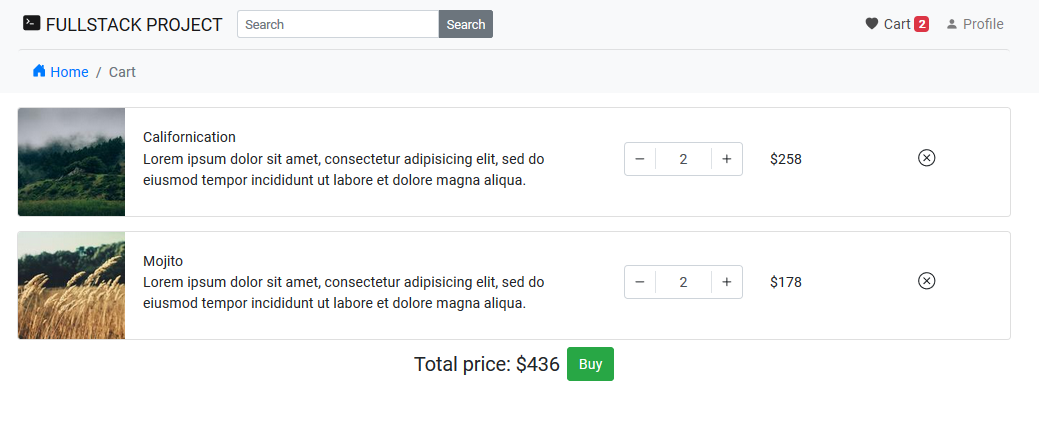 FULLSTACK PROJECT Search Search Cart 2 Profile
Home / Cart
Californication
Lorem ipsum dolor sit amet, consectetur adipisicing elit, sed do
eiusmod tempor incididunt ut labore et dolore magna aliqua.
− 2 + $258
Mojito
Lorem ipsum dolor sit amet, consectetur adipisicing elit, sed do
eiusmod tempor incididunt ut labore et dolore magna aliqua.
− 2 + $178
Total price: $436 Buy